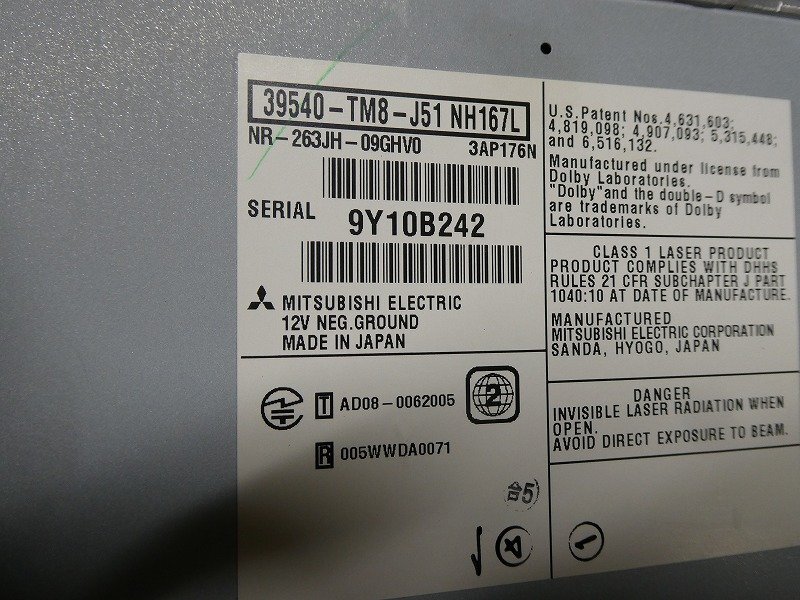 39540-TM8-J51 NH167L
NR-263JH-09GHV0 3AP176N
SERIAL 9Y10B242
MITSUBISHI ELECTRIC
12V NEG.GROUND
MADE IN JAPAN
T AD08-0062005
2
R 005WWDA0071
台5
4
U.S.Patent Nos.4,631,603;
4,819,098; 4,907,093; 5,315,448;
and 6,516,132.
Manufactured under license from
Dolby Laboratories.
"Dolby"and the double-D symbol
are trademarks of Dolby
Laboratories.
CLASS 1 LASER PRODUCT
PRODUCT COMPLIES WITH DHHS
RULES 21 CFR SUBCHAPTER J PART
1040:10 AT DATE OF MANUFACTURE.
MANUFACTURED
MITSUBISHI ELECTRIC CORPORATION
SANDA, HYOGO, JAPAN
DANGER
INVISIBLE LASER RADIATION WHEN
OPEN.
AVOID DIRECT EXPOSURE TO BEAM.
1